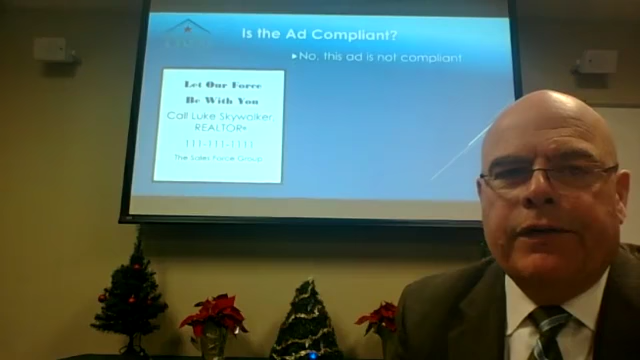 Is the Ad Compliant?
No, this ad is not compliant
Let Our Force
Be With You
Call Luke Skywalker,
REALTOR®
111-111-1111
The Sales Force Group